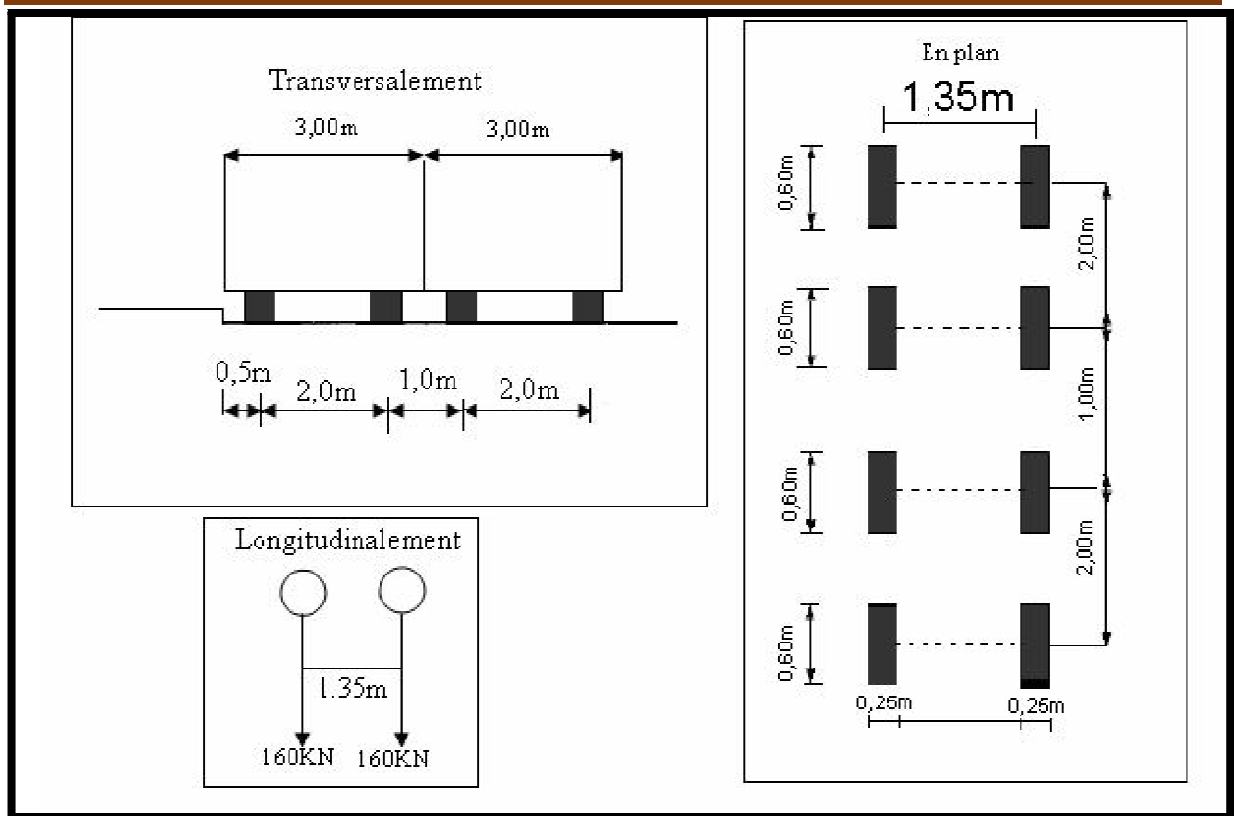 Transversalement
3,00m
3,00m
0,5m
2,0m
1,0m
2,0m
Longitudinalement
1.35m
160KN
160KN
En plan
1,35m
0,60m
2,00m
0,60m
1,00m
0,60m
2,00m
0,60m
0,25m
0,25m